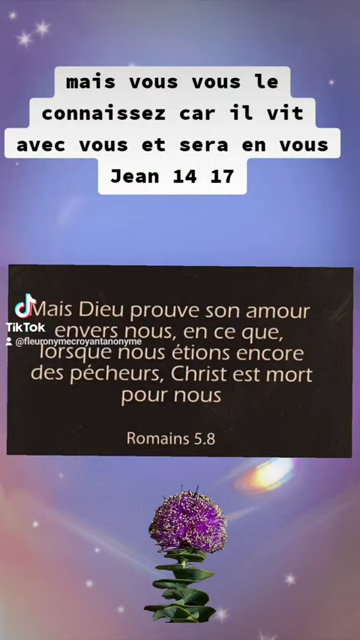 mais vous vous le
connaissez car il vit
avec vous et sera en vous
Jean 14 17
Mais Dieu prouve son amour
TikTok
envers nous, en ce que,
@fleuronymecroyantanonyme
lorsque nous étions encore
des pécheurs, Christ est mort
pour nous
Romains 5.8